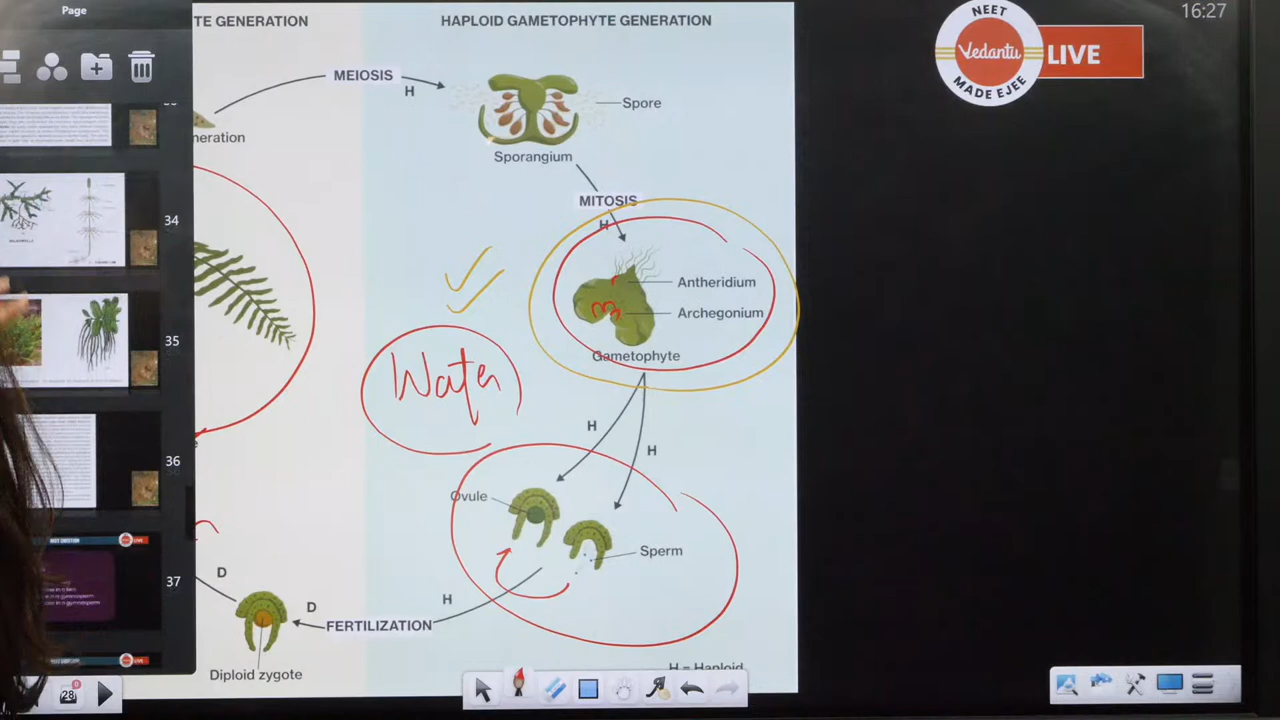 Page
TE GENERATION
HAPLOID GAMETOPHYTE GENERATION
16:27
NEET
Vedantu
MADE EJEE
LIVE
MEIOSIS
H
Spore
neration
Sporangium
MITOSIS
H
34
Antheridium
Archegonium
Gametophyte
35
Water
H
H
36
Ovule
Sperm
D
37
D
H
FERTILIZATION
Diploid zygote
H = Haploid
28